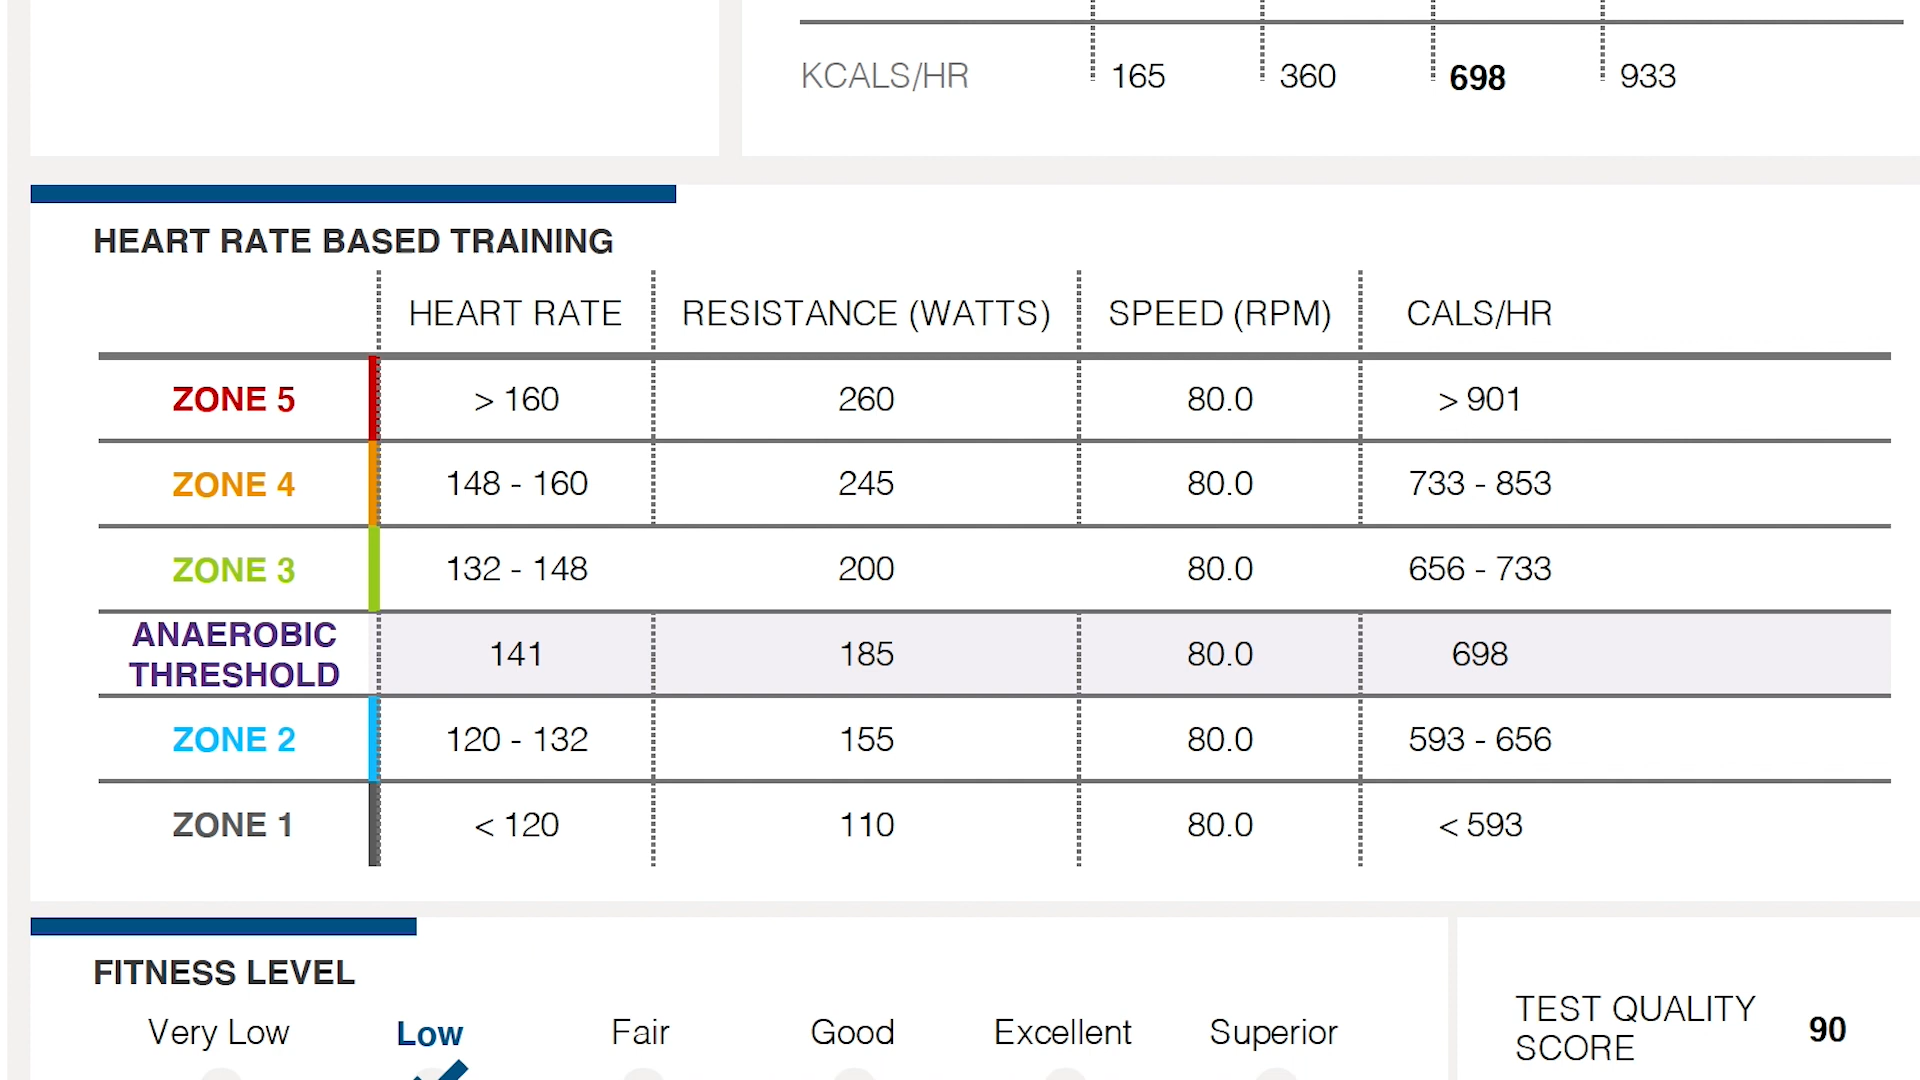 KCALS/HR 165 360 698 933
HEART RATE BASED TRAINING
HEART RATE RESISTANCE (WATTS) SPEED (RPM) CALS/HR
ZONE 5 > 160 260 80.0 > 901
ZONE 4 148 - 160 245 80.0 733 - 853
ZONE 3 132 - 148 200 80.0 656 - 733
ANAEROBIC
THRESHOLD 141 185 80.0 698
ZONE 2 120 - 132 155 80.0 593 - 656
ZONE 1 < 120 110 80.0 < 593
FITNESS LEVEL
Very Low Low Fair Good Excellent Superior
TEST QUALITY
SCORE 90